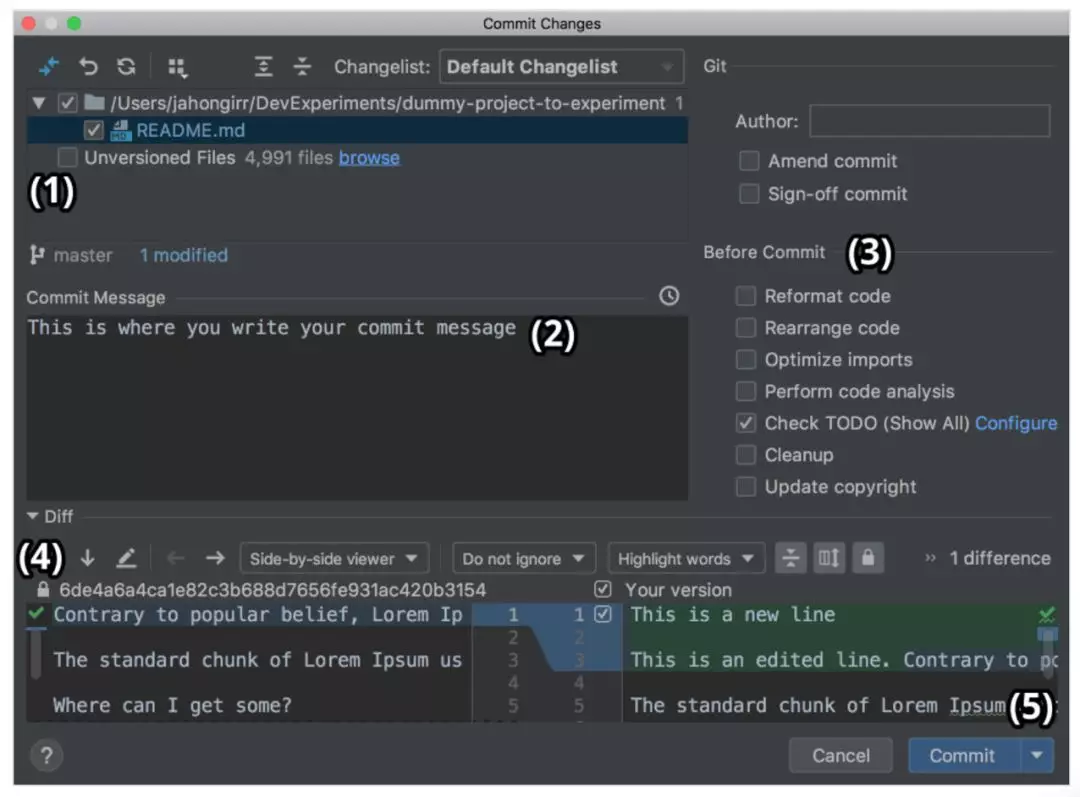 Commit Changes
Changelist: Default Changelist
/Users/jahongirr/DevExperiments/dummy-project-to-experiment 1
README.md
Unversioned Files 4,991 files browse
(1)
master 1 modified
Commit Message
This is where you write your commit message (2)
Git
Author:
Amend commit
Sign-off commit
Before Commit (3)
Reformat code
Rearrange code
Optimize imports
Perform code analysis
Check TODO (Show All) Configure
Cleanup
Update copyright
Diff
(4) Side-by-side viewer Do not ignore Highlight words » 1 difference
6de4a6a4ca1e82c3b688d7656fe931ac420b3154 Your version
Contrary to popular belief, Lorem Ip 1 1 This is a new line
2 2
The standard chunk of Lorem Ipsum us 3 3 This is an edited line. Contrary to po
4 4
Where can I get some? 5 5 The standard chunk of Lorem Ipsum (5)
? Cancel Commit